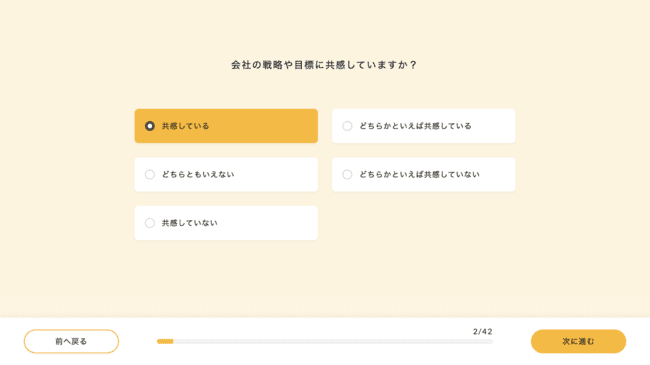 会社の戦略や目標に共感していますか？
共感している
どちらかといえば共感している
どちらともいえない
どちらかといえば共感していない
共感していない
前へ戻る
2/42
次に進む